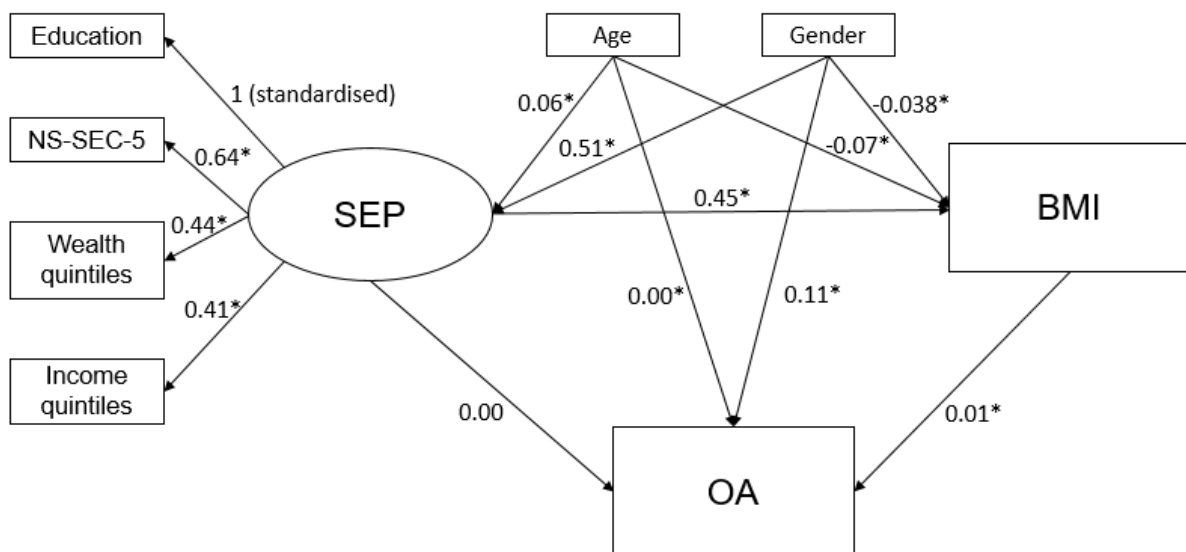 Education
Age
Gender
1 (standardised)
0.06*
-0.038*
NS-SEC-5
0.64*
0.51*
-0.07*
SEP
0.45*
BMI
0.44*
Wealth
quintiles
0.00*
0.11*
0.41*
Income
quintiles
0.00
0.01*
OA